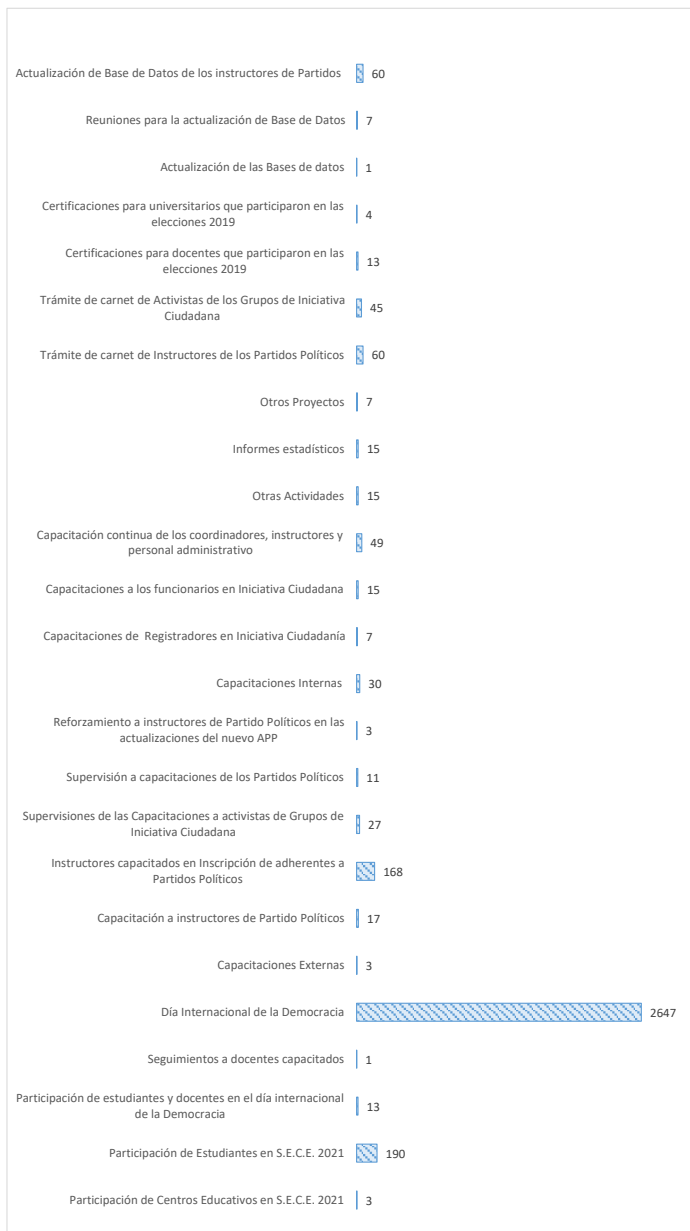 Actualización de Base de Datos de los instructores de Partidos
60
Reuniones para la actualización de Base de Datos
7
Actualización de las Bases de datos
1
Certificaciones para universitarios que participaron en las
elecciones 2019
4
Certificaciones para docentes que participaron en las
elecciones 2019
13
Trámite de carnet de Activistas de los Grupos de Iniciativa
Ciudadana
45
Trámite de carnet de Instructores de los Partidos Políticos
60
Otros Proyectos
7
Informes estadísticos
15
Otras Actividades
15
Capacitación continua de los coordinadores, instructores y
personal administrativo
49
Capacitaciones a los funcionarios en Iniciativa Ciudadana
15
Capacitaciones de Registradores en Iniciativa Ciudadanía
7
Capacitaciones Internas
30
Reforzamiento a instructores de Partido Políticos en las
actualizaciones del nuevo APP
3
Supervisión a capacitaciones de los Partidos Políticos
11
Supervisiones de las Capacitaciones a activistas de Grupos de
Iniciativa Ciudadana
27
Instructores capacitados en Inscripción de adherentes a
Partidos Políticos
168
Capacitación a instructores de Partido Políticos
17
Capacitaciones Externas
3
Día Internacional de la Democracia
2647
Seguimientos a docentes capacitados
1
Participación de estudiantes y docentes en el día internacional
de la Democracia
13
Participación de Estudiantes en S.E.C.E. 2021
190
Participación de Centros Educativos en S.E.C.E. 2021
3